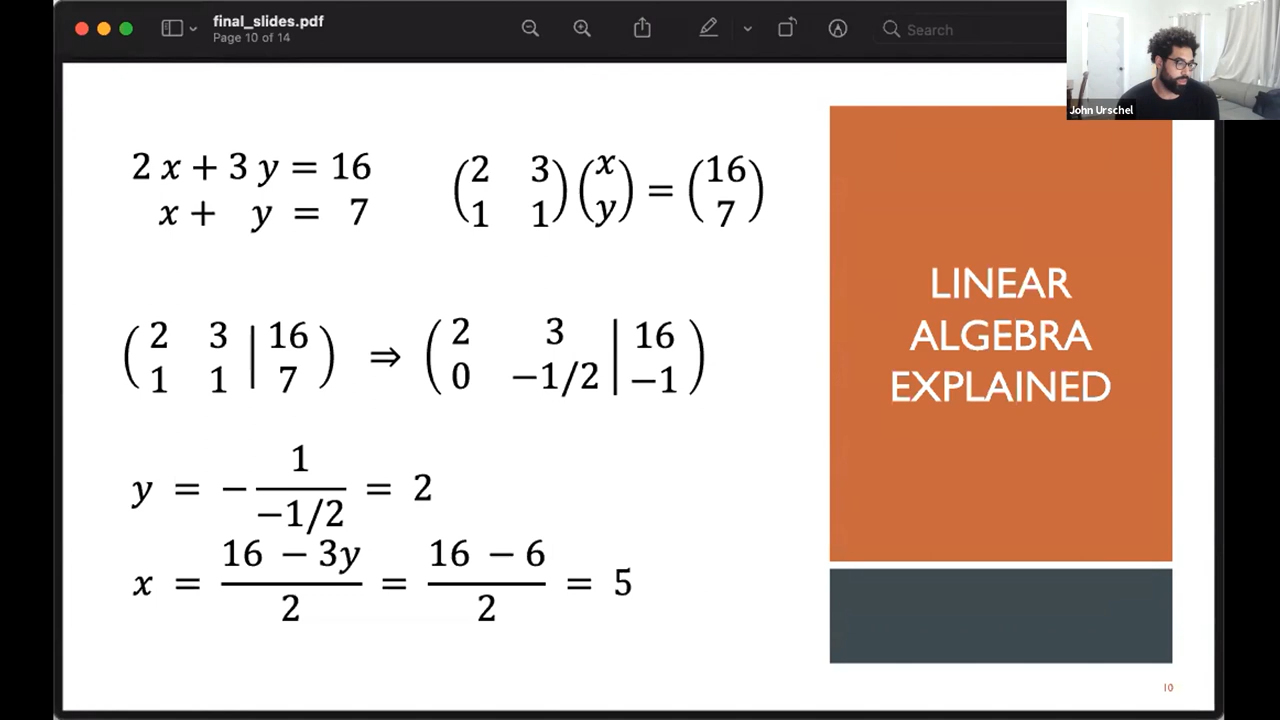 final_slides.pdf
Page 10 of 14
Search
John Urschel
2 x + 3 y = 16
x + y = 7
(2 3) (x) = (16)
(1 1) (y) = (7)
(2 3 | 16) ⇒ (2 3 | 16)
(1 1 | 7) ⇒ (0 −1/2 | −1)
y = − 1 / −1/2 = 2
x = 16 − 3y / 2 = 16 − 6 / 2 = 5
LINEAR
ALGEBRA
EXPLAINED
10